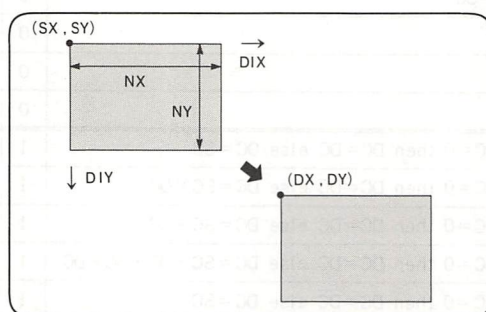 (SX, SY)
→
DIX
NX
NY
↓ DIY
(DX, DY)